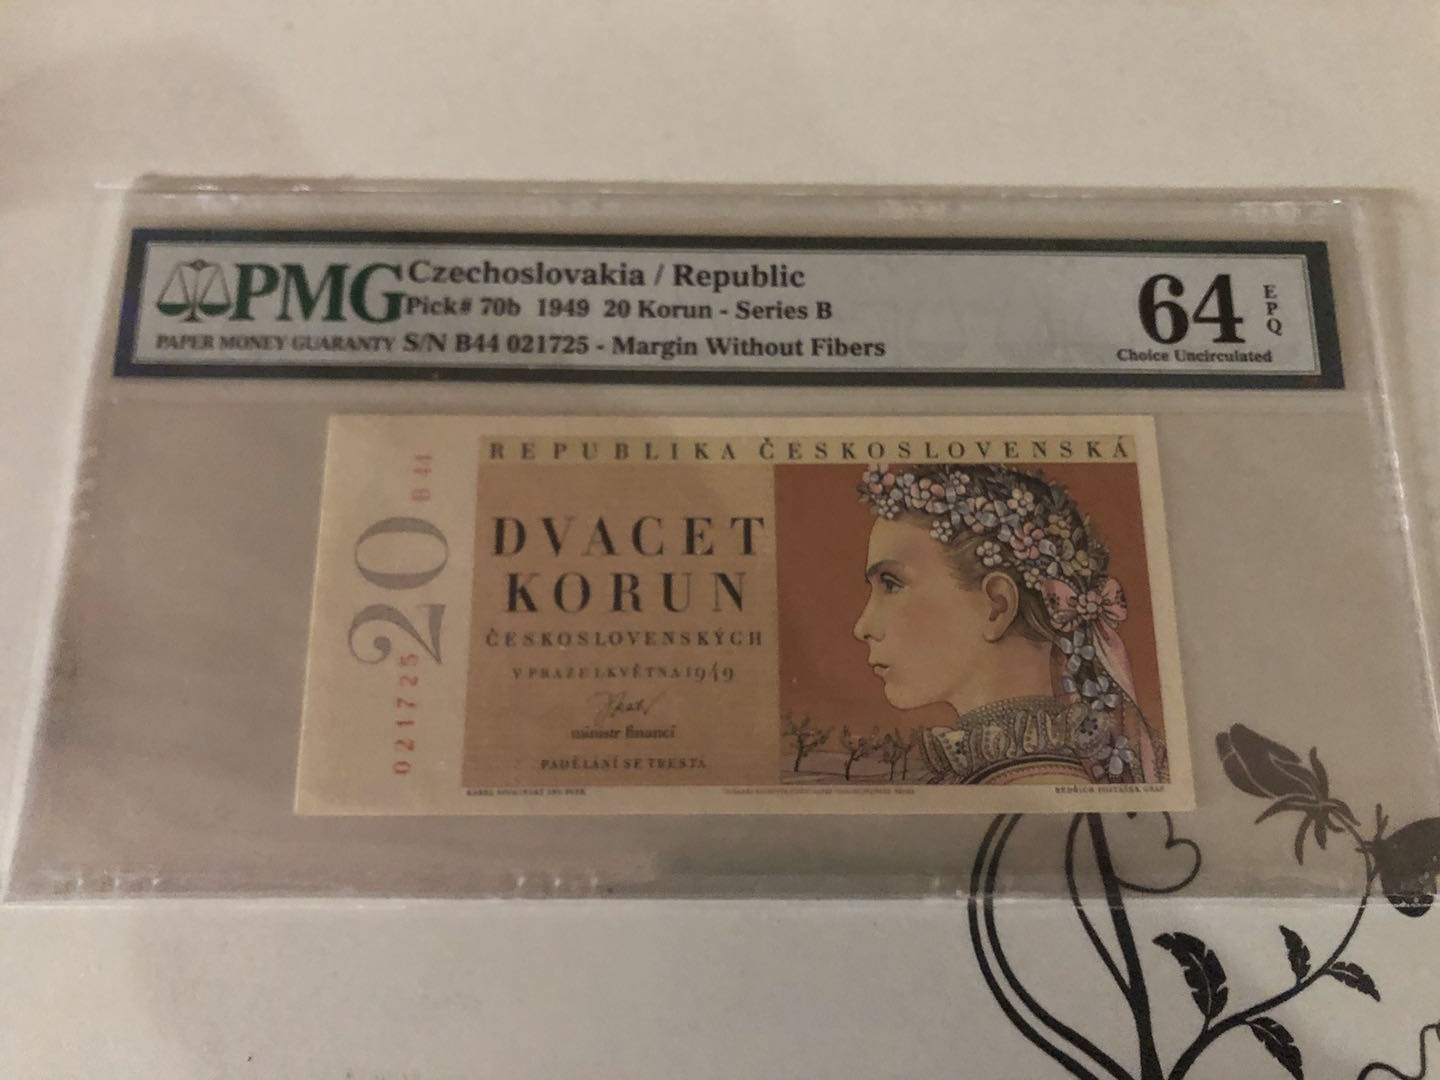 PMG
PAPER MONEY GUARANTY
Czechoslovakia / Republic
Pick# 70b 1949 20 Korun - Series B
S/N B44 021725 - Margin Without Fibers
64
EPQ
Choice Uncirculated
REPUBLIKA ČESKOSLOVENSKÁ
B 44
20
021725
DVACET
KORUN
ČESKOSLOVENSKÝCH
V PRAZE 1. KVĚTNA 1949
ministr financí
PADĚLÁNÍ SE TRESTÁ